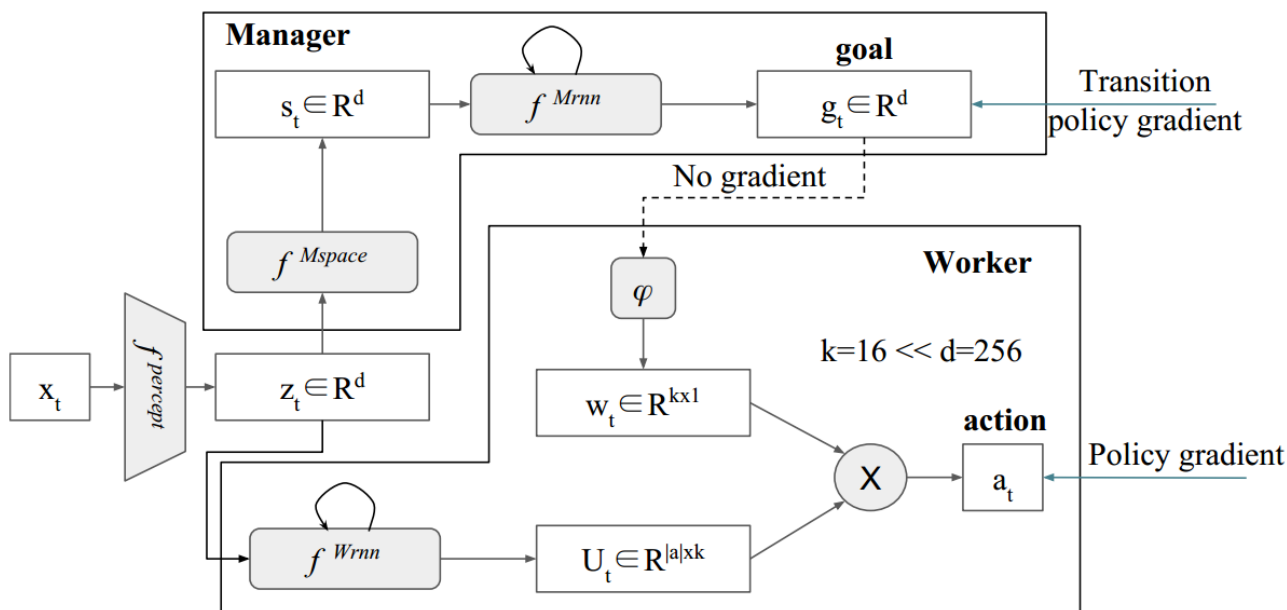 Manager
goal
s_t ∈ R^d
f^Mrnn
g_t ∈ R^d
Transition
policy gradient
No gradient
f^Mspace
Worker
φ
k=16 << d=256
x_t
f^percept
z_t ∈ R^d
w_t ∈ R^kx1
action
X
a_t
Policy gradient
f^Wrnn
U_t ∈ R^|a|xk